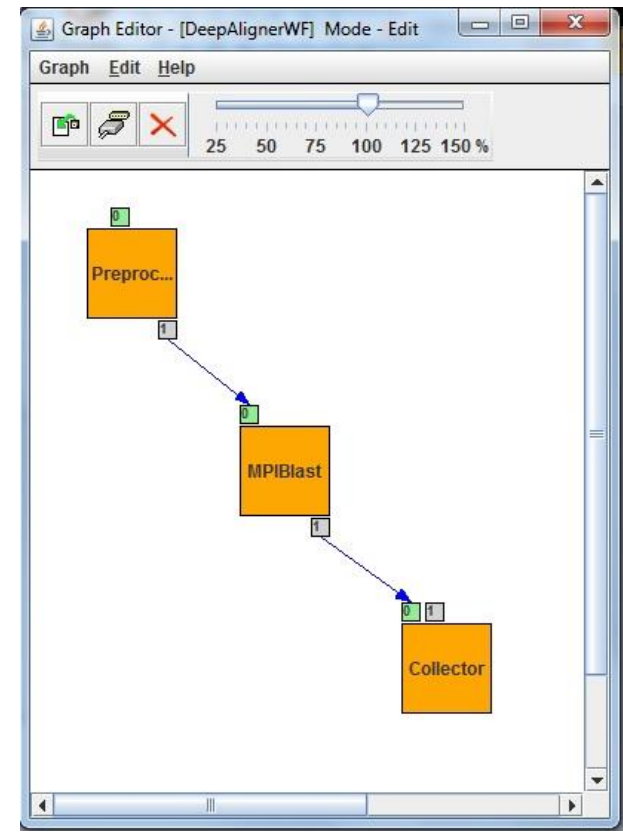 Graph Editor - [DeepAlignerWF] Mode - Edit
Graph Edit Help
25 50 75 100 125 150 %
0
Preproc...
1
0
MPIBlast
1
0 1
Collector